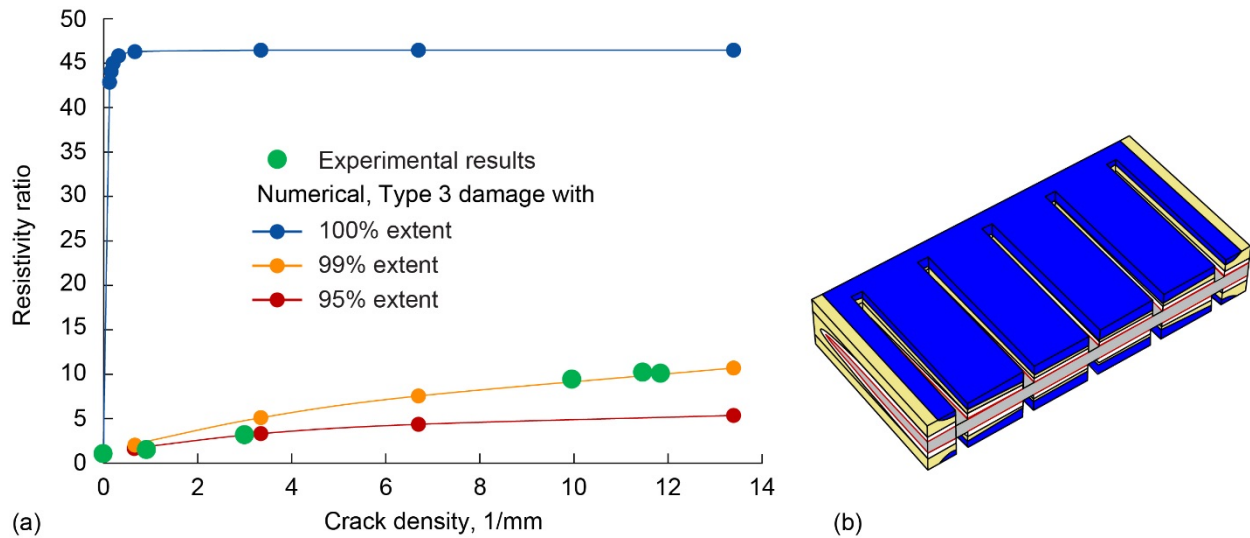 50
45
40
35
30
25
20
15
10
5
0
Resistivity ratio
Experimental results
Numerical, Type 3 damage with
100% extent
99% extent
95% extent
0 2 4 6 8 10 12 14
Crack density, 1/mm
(a)
(b)